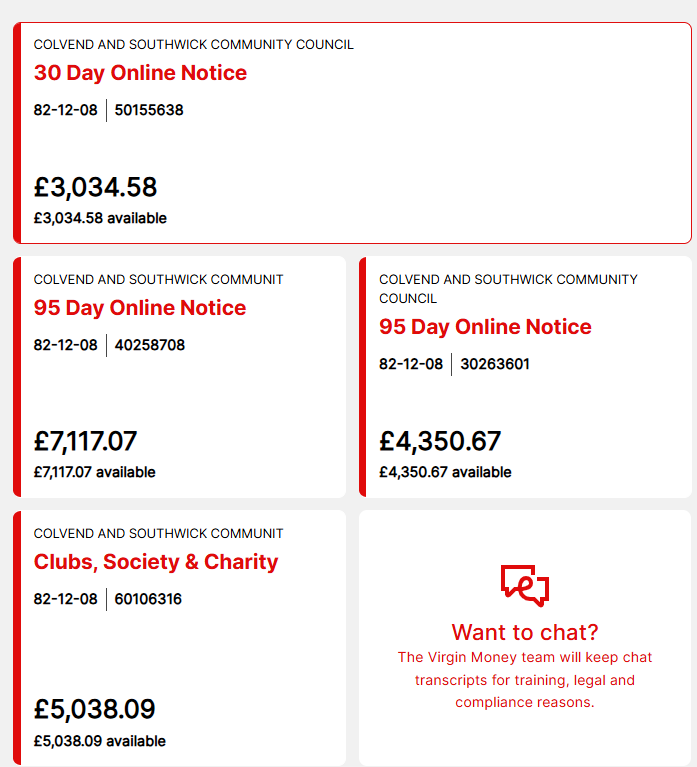 COLVEND AND SOUTHWICK COMMUNITY COUNCIL
30 Day Online Notice
82-12-08 | 50155638
£3,034.58
£3,034.58 available
COLVEND AND SOUTHWICK COMMUNIT
95 Day Online Notice
82-12-08 | 40258708
£7,117.07
£7,117.07 available
COLVEND AND SOUTHWICK COMMUNITY
COUNCIL
95 Day Online Notice
82-12-08 | 30263601
£4,350.67
£4,350.67 available
COLVEND AND SOUTHWICK COMMUNIT
Clubs, Society & Charity
82-12-08 | 60106316
£5,038.09
£5,038.09 available
Want to chat?
The Virgin Money team will keep chat
transcripts for training, legal and
compliance reasons.